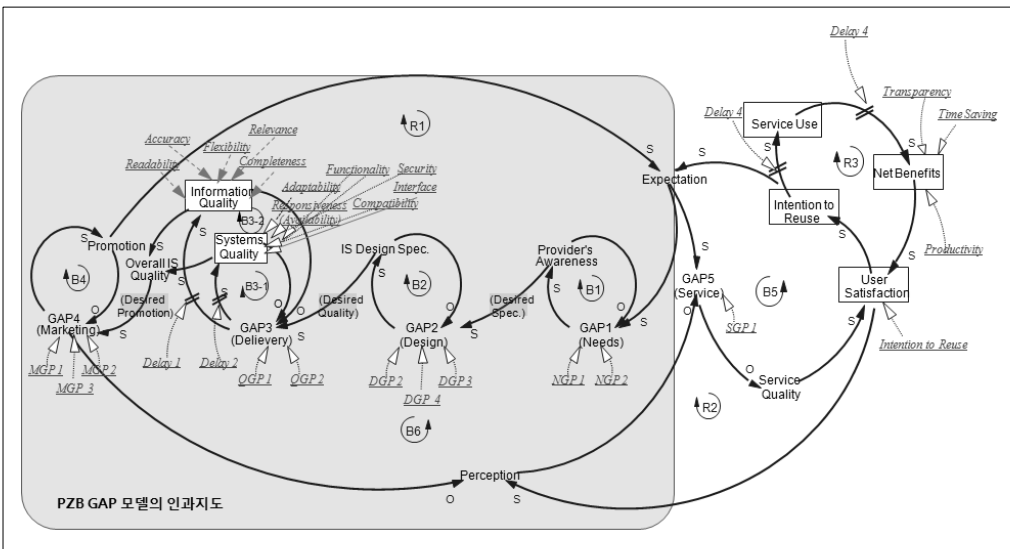 Delay 4
Transparency
Time Saving
Delay 4
Service Use
S
S
R1
Accuracy
Relevance
Flexibility
Readability
Completeness
Functionality
Security
Adaptability
Interface
Responsiveness
Compatibility
(Availability)
Information
Quality
B3-2
S
Expectation
S
S
R3
Net Benefits
Intention to
Reuse
S
Productivity
S
Promotion
S
Overall IS
Quality
Systems
Quality
IS Design Spec.
Provider's
Awareness
B4
S
S
B3-1
S
B2
S
B1
GAP5
(Service)
B5
S
User
Satisfaction
(Desired
Promotion)
(Desired
Quality)
(Desired
Spec.)
O
O
O
O
O
S
O
S
GAP4
(Marketing)
S
GAP3
(Delievery)
S
GAP2
(Design)
S
GAP1
(Needs)
SGP 1
Intention to Reuse
MGP 1
MGP 2
MGP 3
Delay 1
Delay 2
QGP 1
QGP 2
DGP 2
DGP 3
DGP 4
NGP 1
NGP 2
O
Service
Quality
R2
B6
Perception
O
S
PZB GAP 모델의 인과지도